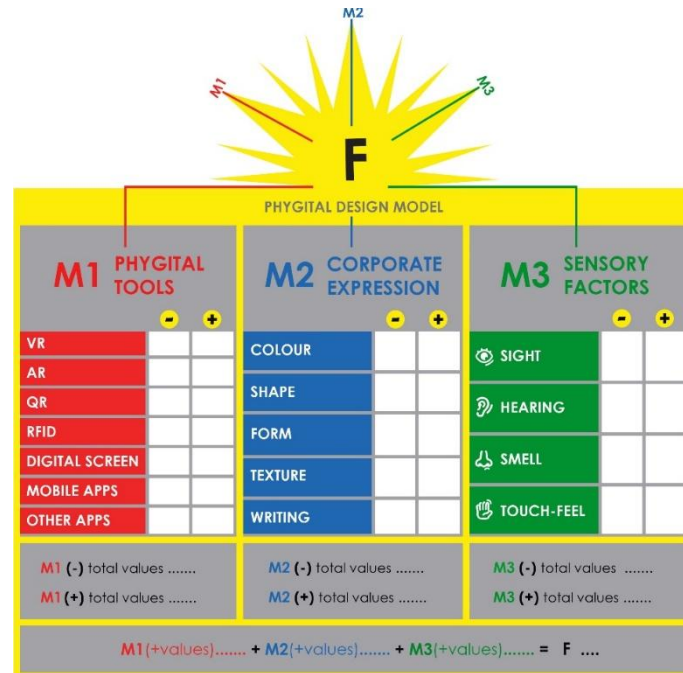 M2
M1
M3
F
PHYGITAL DESIGN MODEL
M1 PHYGITAL TOOLS
- +
VR
AR
QR
RFID
DIGITAL SCREEN
MOBILE APPS
OTHER APPS
M1 (-) total values .......
M1 (+) total values .......
M2 CORPORATE EXPRESSION
- +
COLOUR
SHAPE
FORM
TEXTURE
WRITING
M2 (-) total values .......
M2 (+) total values .......
M3 SENSORY FACTORS
- +
SIGHT
HEARING
SMELL
TOUCH-FEEL
M3 (-) total values .......
M3 (+) total values .......
M1(+values)....... + M2(+values)....... + M3(+values)....... = F ....